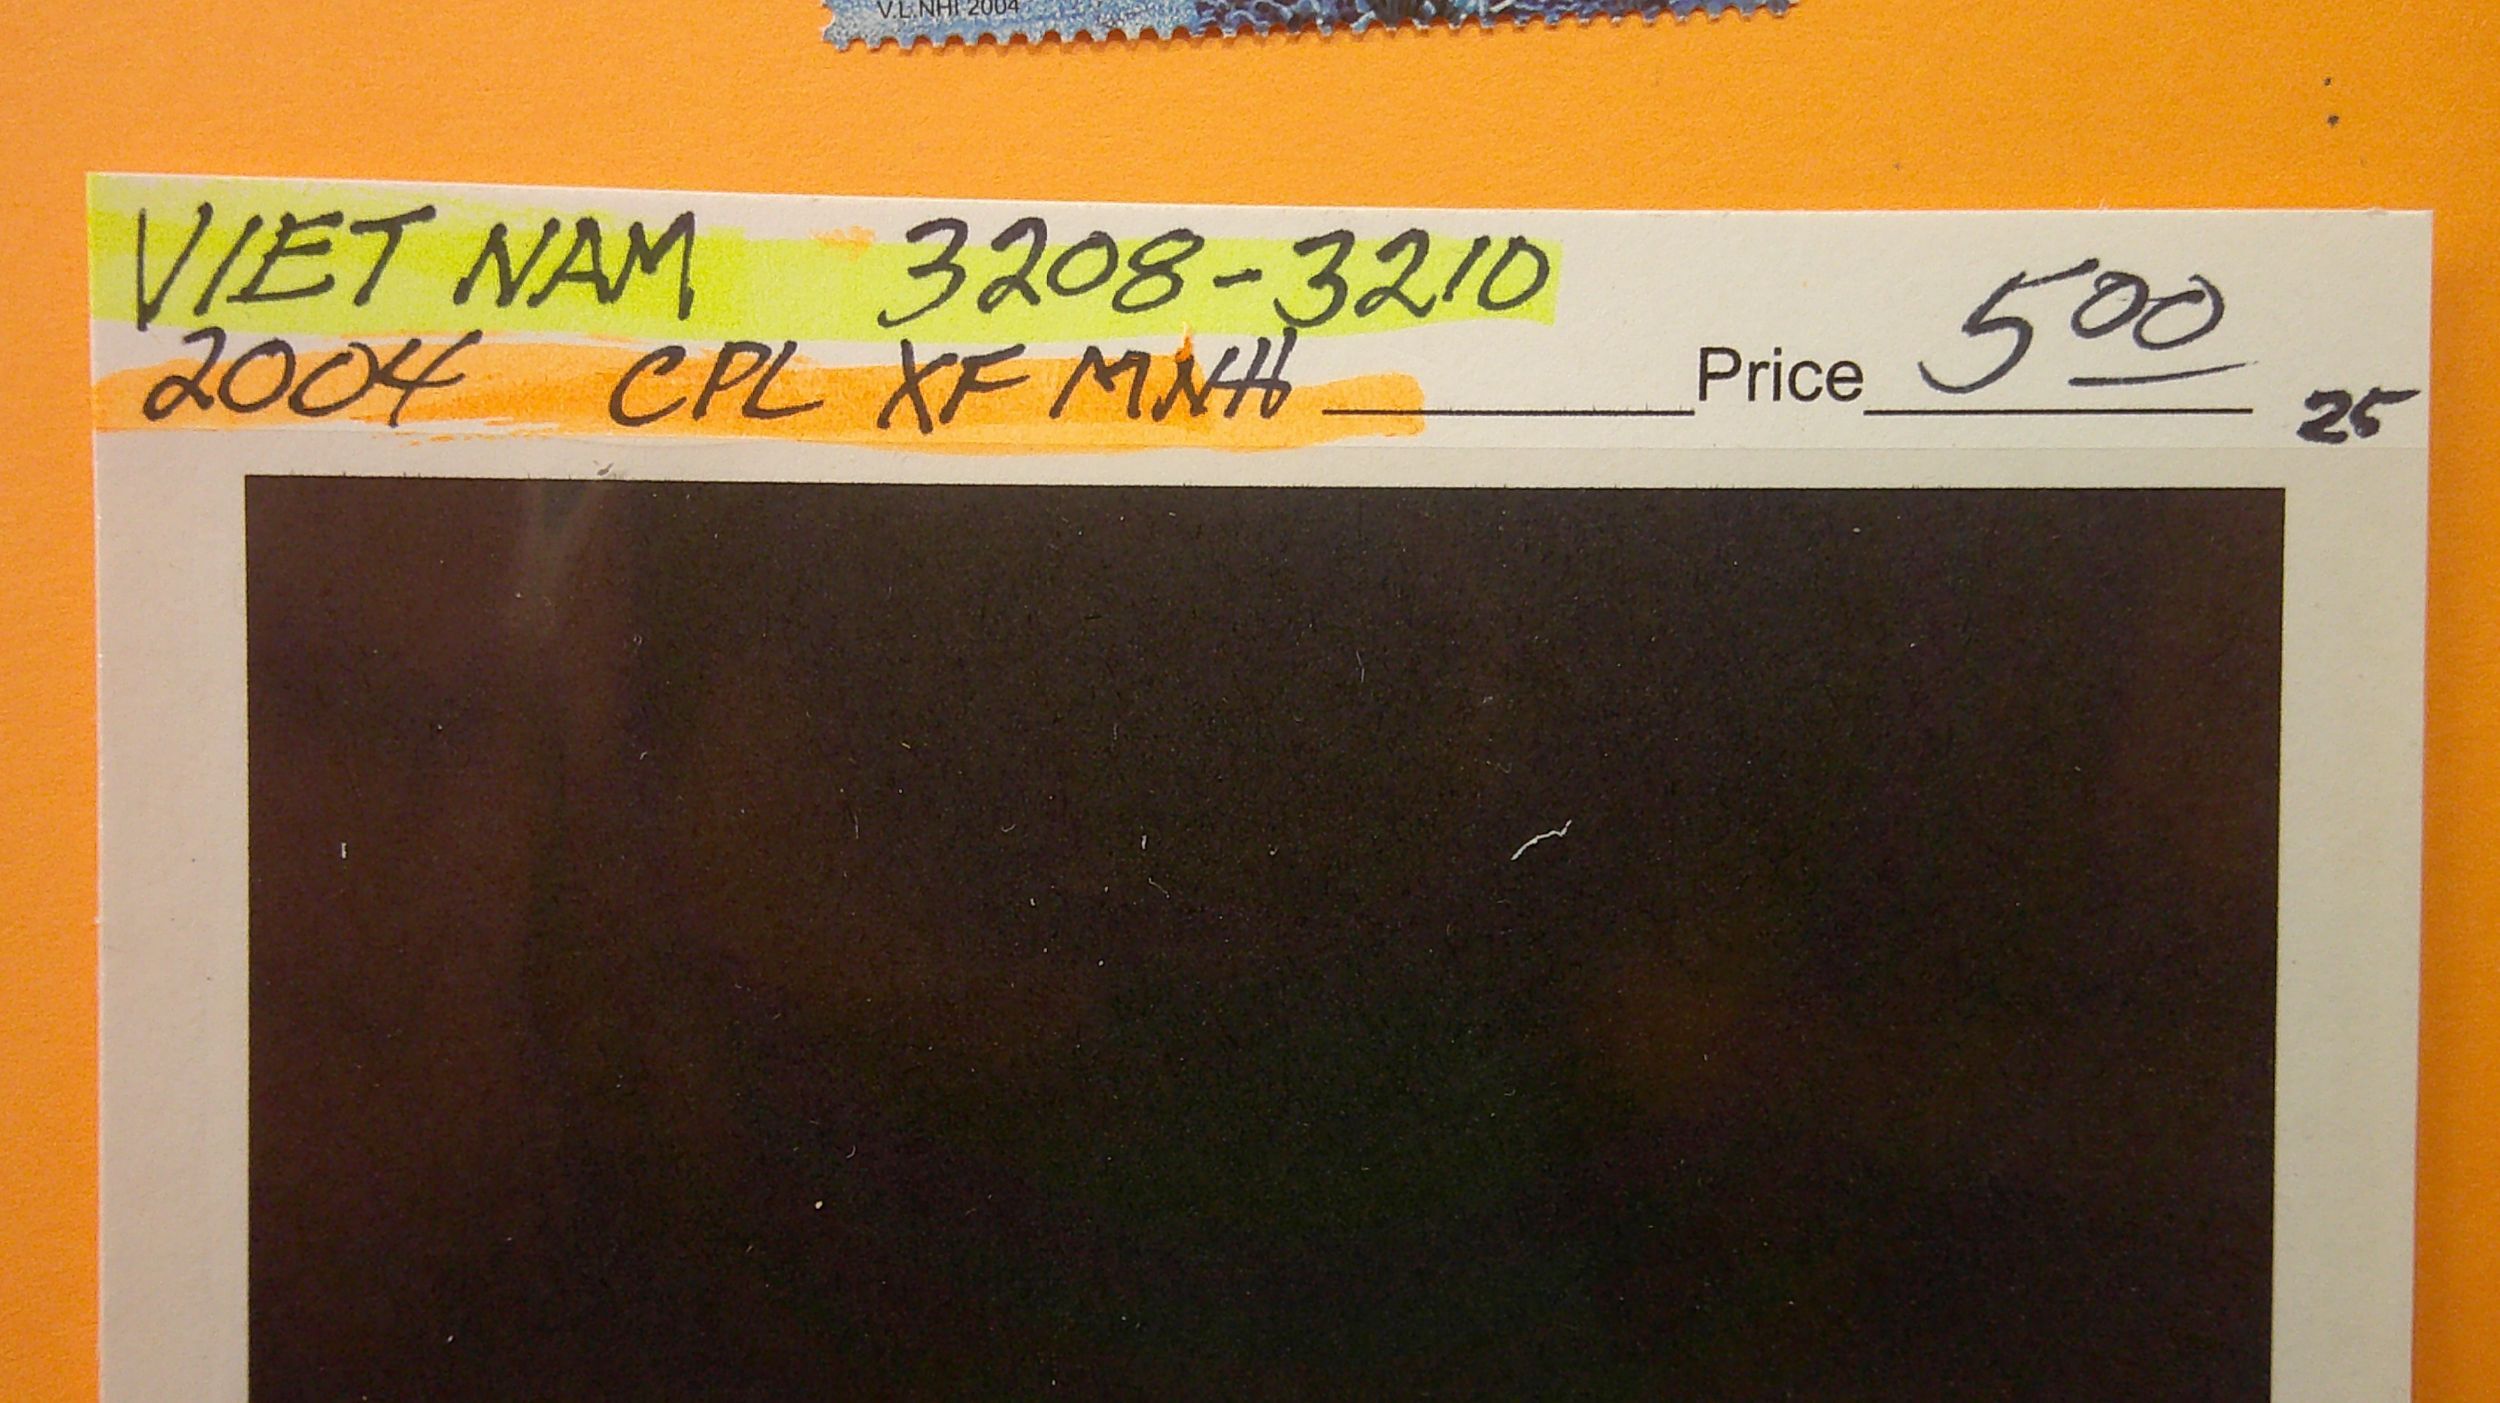 V.L.NHI 2004
VIET NAM 3208-3210
2004 CPL XF MNH Price 5 00
25